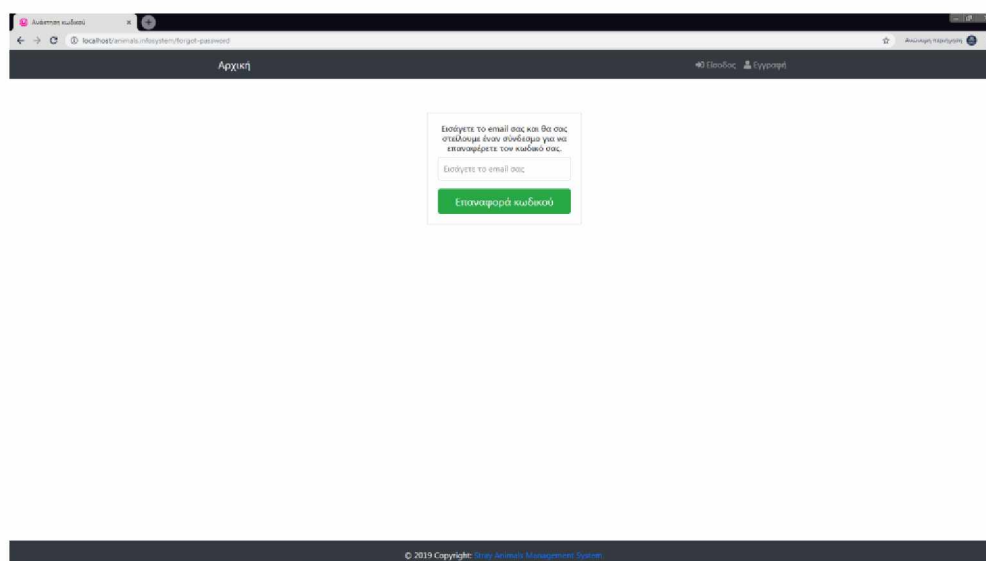 Ανάκτηση κωδικού
localhost/animals.infosystem/forgot-password
Ανώνυμη περιήγηση
Αρχική
Είσοδος Εγγραφή
Εισάγετε το email σας και θα σας
στείλουμε έναν σύνδεσμο για να
επαναφέρετε τον κωδικό σας.
Εισάγετε το email σας
Επαναφορά κωδικού
© 2019 Copyright: Stray Animals Management System.